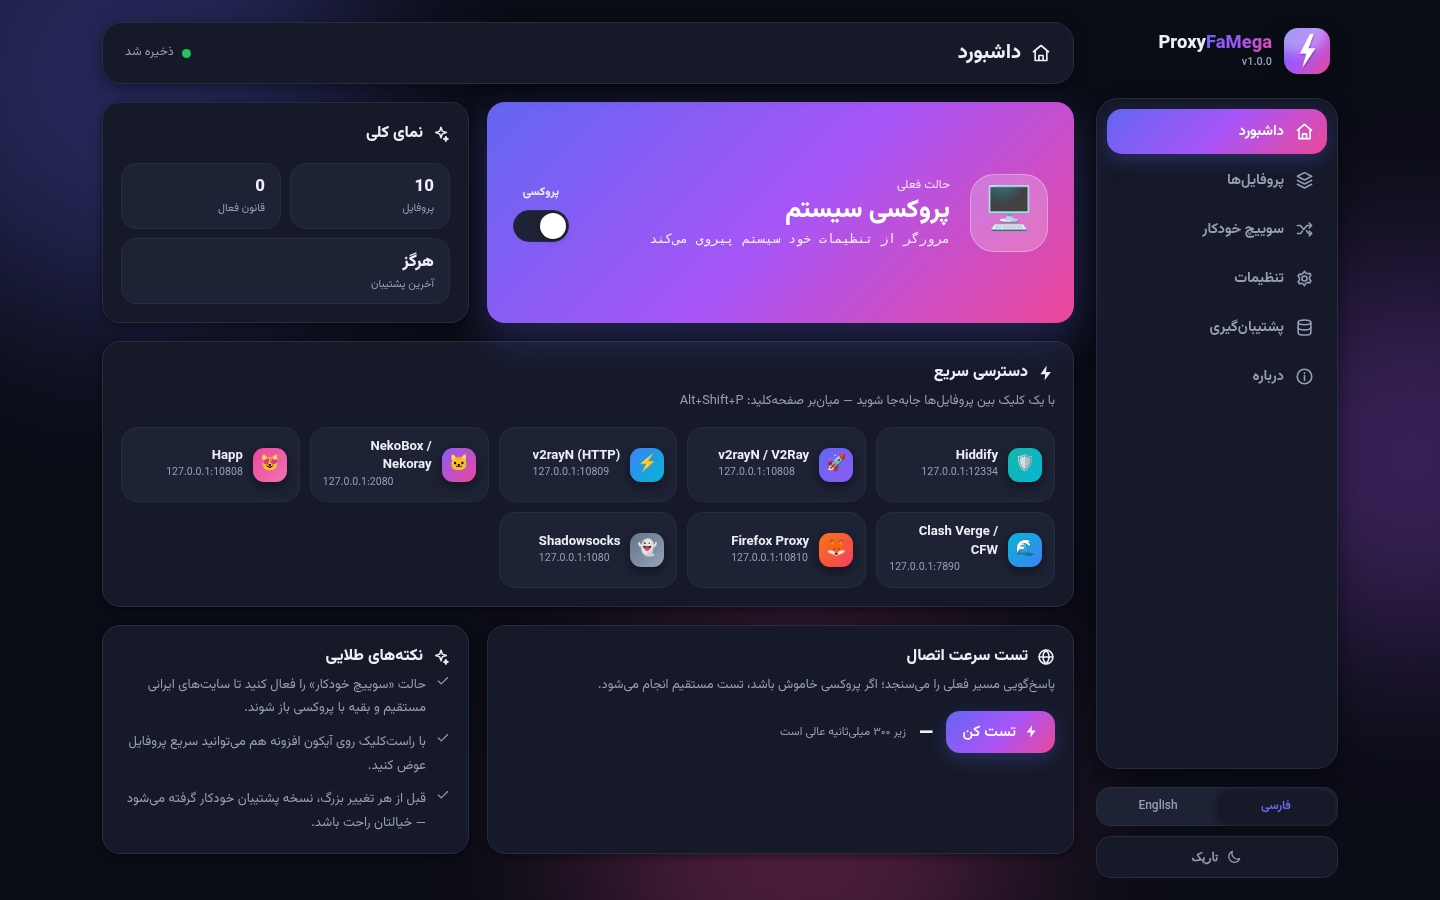 ProxyFaMega
v1.0.0
داشبورد
پروفایل‌ها
سوییچ خودکار
تنظیمات
پشتیبان‌گیری
درباره
فارسی
English
تاریک
داشبورد
ذخیره شد
حالت فعلی
پروکسی سیستم
مرورگر از تنظیمات خود سیستم پیروی می‌کند
پروکسی
نمای کلی
10
پروفایل
0
قانون فعال
هرگز
آخرین پشتیبان
دسترسی سریع
با یک کلیک بین پروفایل‌ها جابه‌جا شوید — میان‌بر صفحه‌کلید: Alt+Shift+P
Hiddify
127.0.0.1:12334
v2rayN / V2Ray
127.0.0.1:10808
v2rayN (HTTP)
127.0.0.1:10809
NekoBox /
Nekoray
127.0.0.1:2080
Happ
127.0.0.1:10808
Clash Verge /
CFW
127.0.0.1:7890
Firefox Proxy
127.0.0.1:10810
Shadowsocks
127.0.0.1:1080
تست سرعت اتصال
پاسخ‌گویی مسیر فعلی را می‌سنجد؛ اگر پروکسی خاموش باشد، تست مستقیم انجام می‌شود.
تست کن
—
زیر ۳۰۰ میلی‌ثانیه عالی است
نکته‌های طلایی
حالت «سوییچ خودکار» را فعال کنید تا سایت‌های ایرانی
مستقیم و بقیه با پروکسی باز شوند.
با راست‌کلیک روی آیکون افزونه هم می‌توانید سریع پروفایل
عوض کنید.
قبل از هر تغییر بزرگ، نسخه پشتیبان خودکار گرفته می‌شود
— خیالتان راحت باشد.